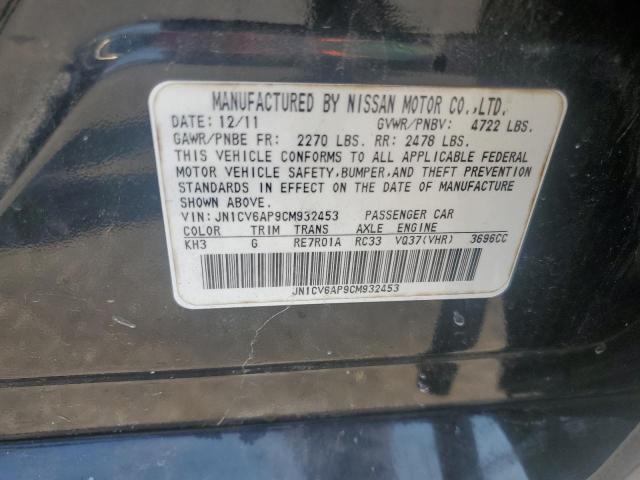 MANUFACTURED BY NISSAN MOTOR CO.,LTD.
DATE: 12/11 GVWR/PNBV: 4722 LBS.
GAWR/PNBE FR: 2270 LBS. RR: 2478 LBS.
THIS VEHICLE CONFORMS TO ALL APPLICABLE FEDERAL
MOTOR VEHICLE SAFETY,BUMPER,AND THEFT PREVENTION
STANDARDS IN EFFECT ON THE DATE OF MANUFACTURE
SHOWN ABOVE.
VIN:JN1CV6AP9CM932453 PASSENGER CAR
COLOR TRIM TRANS AXLE ENGINE
KH3 G RE7R01A RC33 VQ37(VHR) 3696CC
JN1CV6AP9CM932453